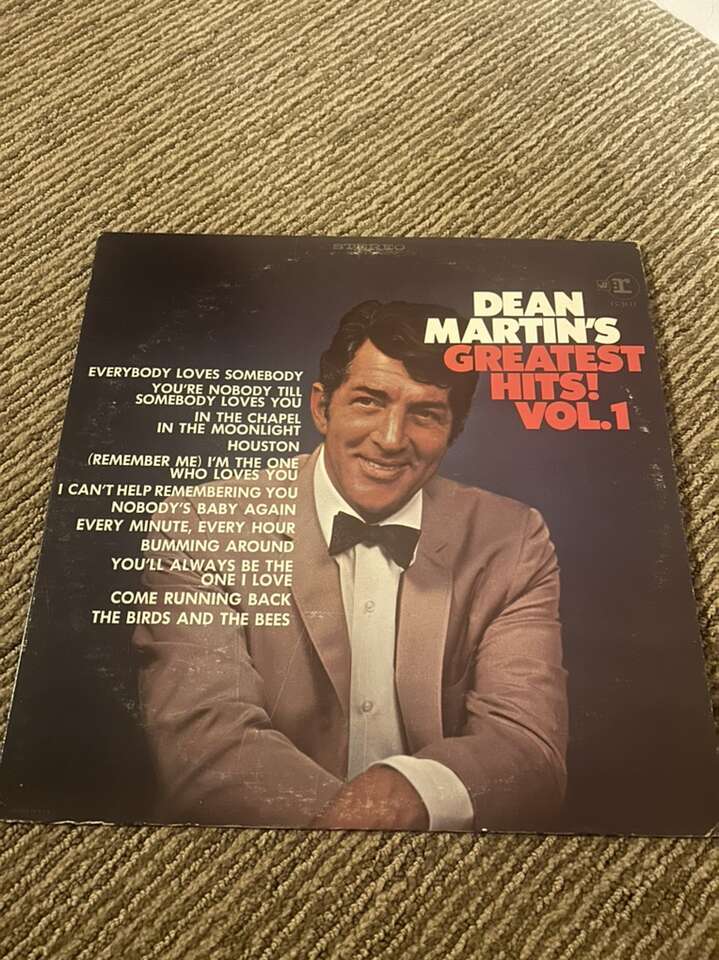 STEREO
DEAN
MARTIN'S
GREATEST
HITS!
VOL.1
EVERYBODY LOVES SOMEBODY
YOU'RE NOBODY TILL
SOMEBODY LOVES YOU
IN THE CHAPEL
IN THE MOONLIGHT
HOUSTON
(REMEMBER ME) I'M THE ONE
WHO LOVES YOU
I CAN'T HELP REMEMBERING YOU
NOBODY'S BABY AGAIN
EVERY MINUTE, EVERY HOUR
BUMMING AROUND
YOU'LL ALWAYS BE THE
ONE I LOVE
COME RUNNING BACK
THE BIRDS AND THE BEES